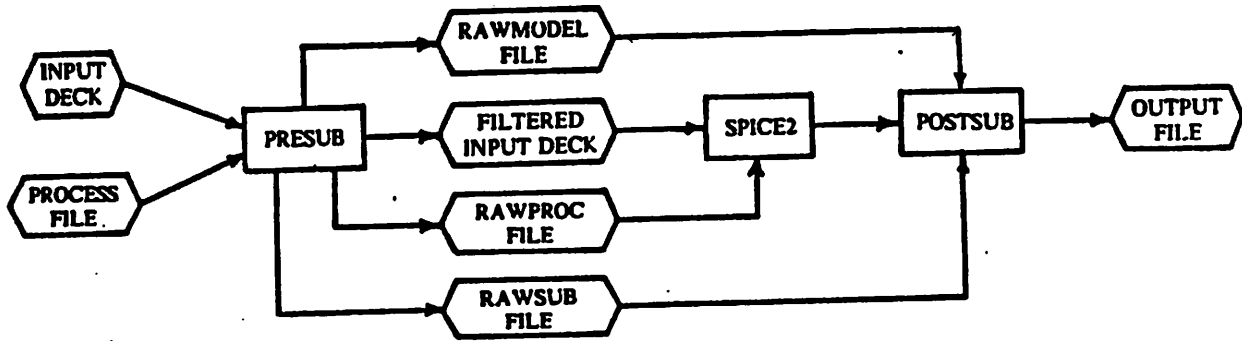 RAWMODEL
FILE
INPUT
DECK
PRESUB
FILTERED
INPUT DECK
SPICE2
POSTSUB
OUTPUT
FILE
PROCESS
FILE
RAWPROC
FILE
RAWSUB
FILE